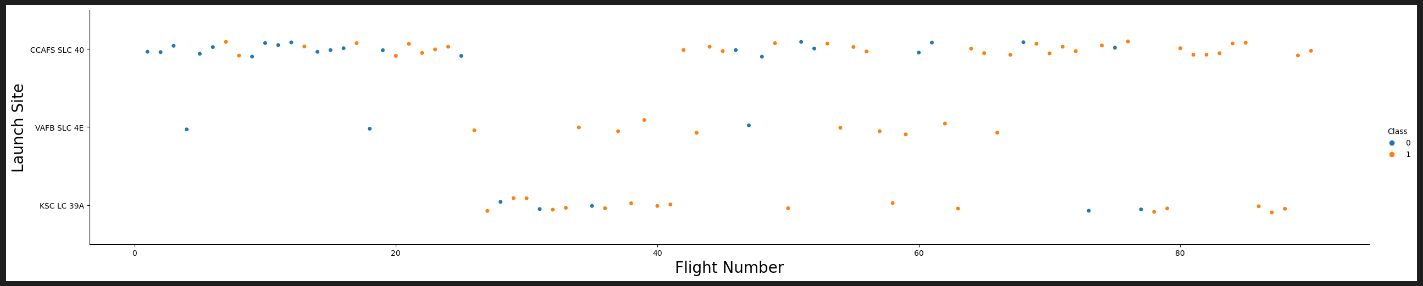 CCAFS SLC 40
VAFB SLC 4E
KSC LC 39A
Launch Site
0 20 40 60 80
Flight Number
Class
0
1